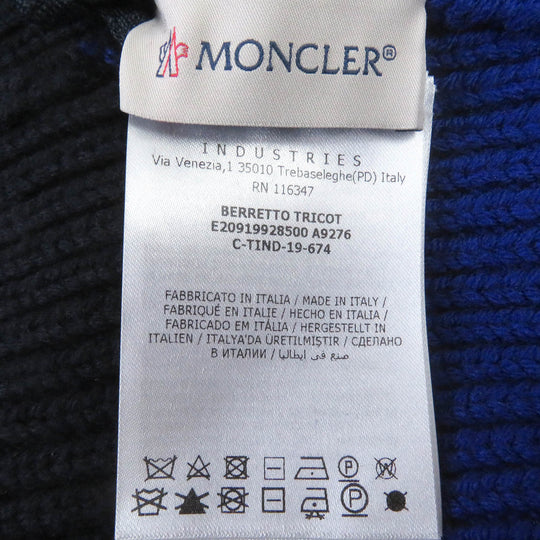 MONCLER®
INDUSTRIES
Via Venezia,1 35010 Trebaseleghe(PD) Italy
RN 116347
BERRETTO TRICOT
E20919928500 A9276
C-TIND-19-674
FABBRICATO IN ITALIA / MADE IN ITALY /
FABRIQUÉ EN ITALIE / HECHO EN ITALIA /
FABRICADO EM ITÁLIA / HERGESTELLT IN
ITALIEN / ITALYA'DA ÜRETILMIŞTIR / СДЕЛАНО
В ИТАЛИИ / صنع في ايطاليا
P W
P